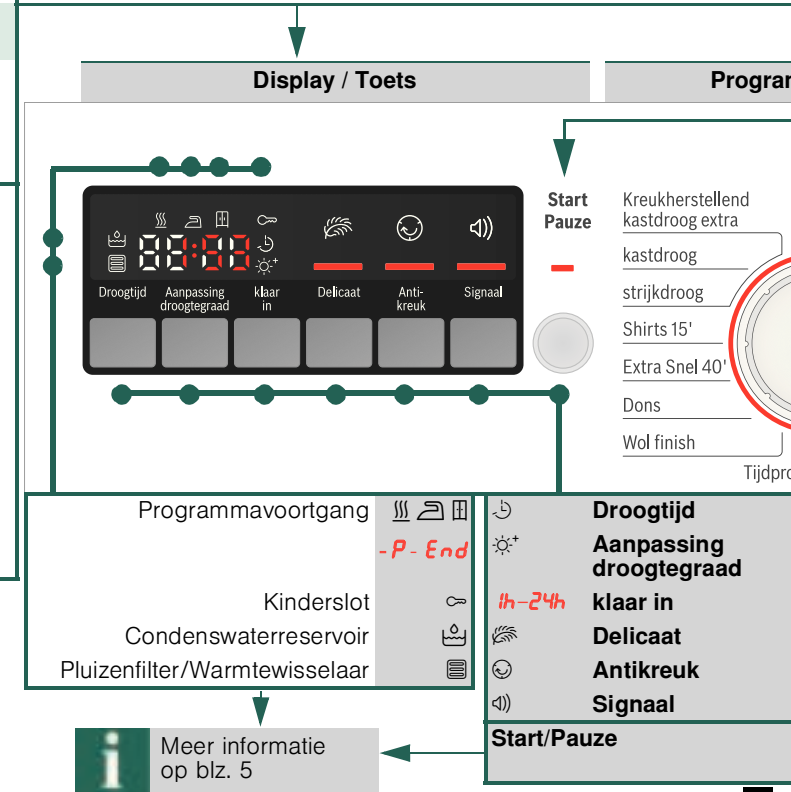 Display / Toets
Start
Pauze
Kreukherstellend
kastdroog extra
kastdroog
strijkdroog
Shirts 15'
Extra Snel 40'
Dons
Wol finish
88:88
Droogtijd
Aanpassing
droogtegraad
klaar
in
Delicaat
Anti-
kreuk
Signaal
Programmavoortgang
-P- End
Kinderslot
Condenswaterreservoir
Pluizenfilter/Warmtewisselaar
Droogtijd
Aanpassing
droogtegraad
1h-24h klaar in
Delicaat
Antikreuk
Signaal
Start/Pauze
i
Meer informatie
op blz. 5